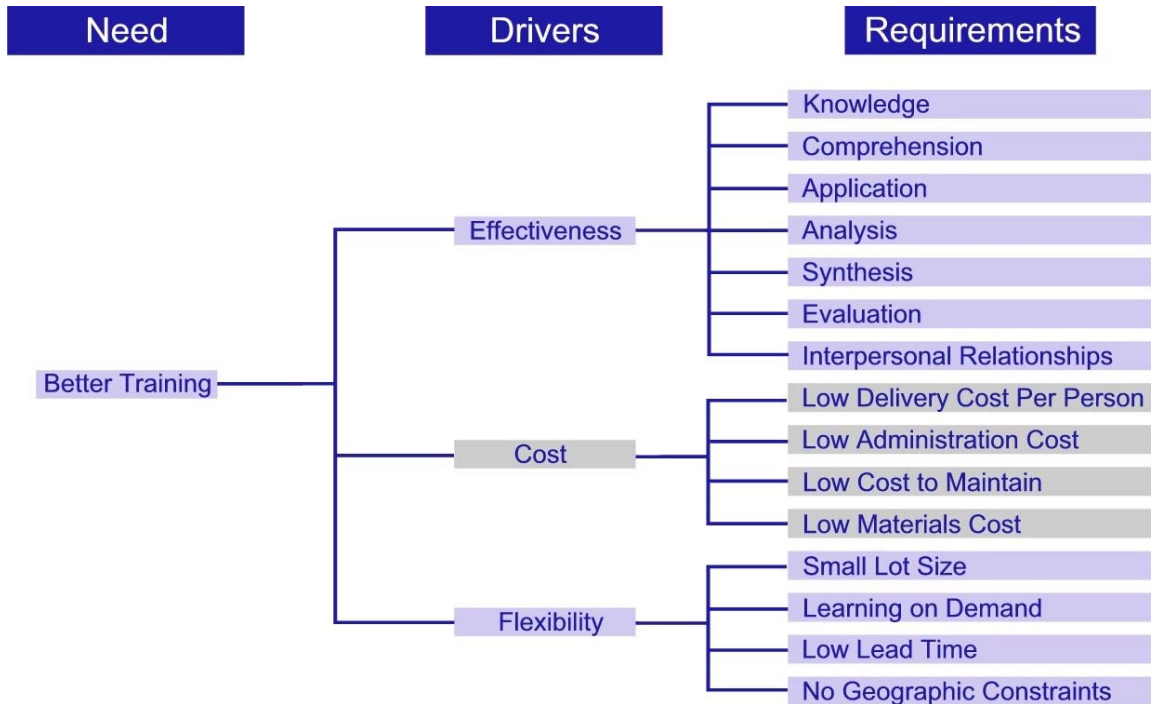 Need
Drivers
Requirements
Knowledge
Comprehension
Application
Effectiveness
Analysis
Synthesis
Evaluation
Interpersonal Relationships
Better Training
Low Delivery Cost Per Person
Low Administration Cost
Cost
Low Cost to Maintain
Low Materials Cost
Small Lot Size
Learning on Demand
Flexibility
Low Lead Time
No Geographic Constraints